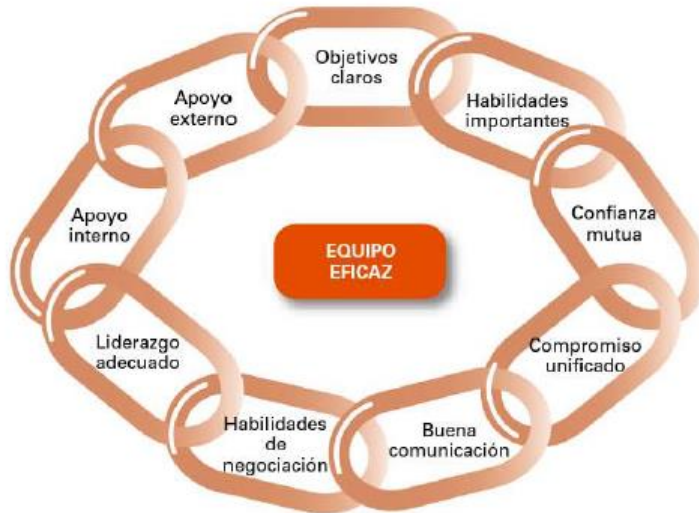 Objetivos
claros
Habilidades
importantes
Confianza
mutua
Compromiso
unificado
Buena
comunicación
Habilidades
de
negociación
Liderazgo
adecuado
Apoyo
interno
Apoyo
externo
EQUIPO
EFICAZ